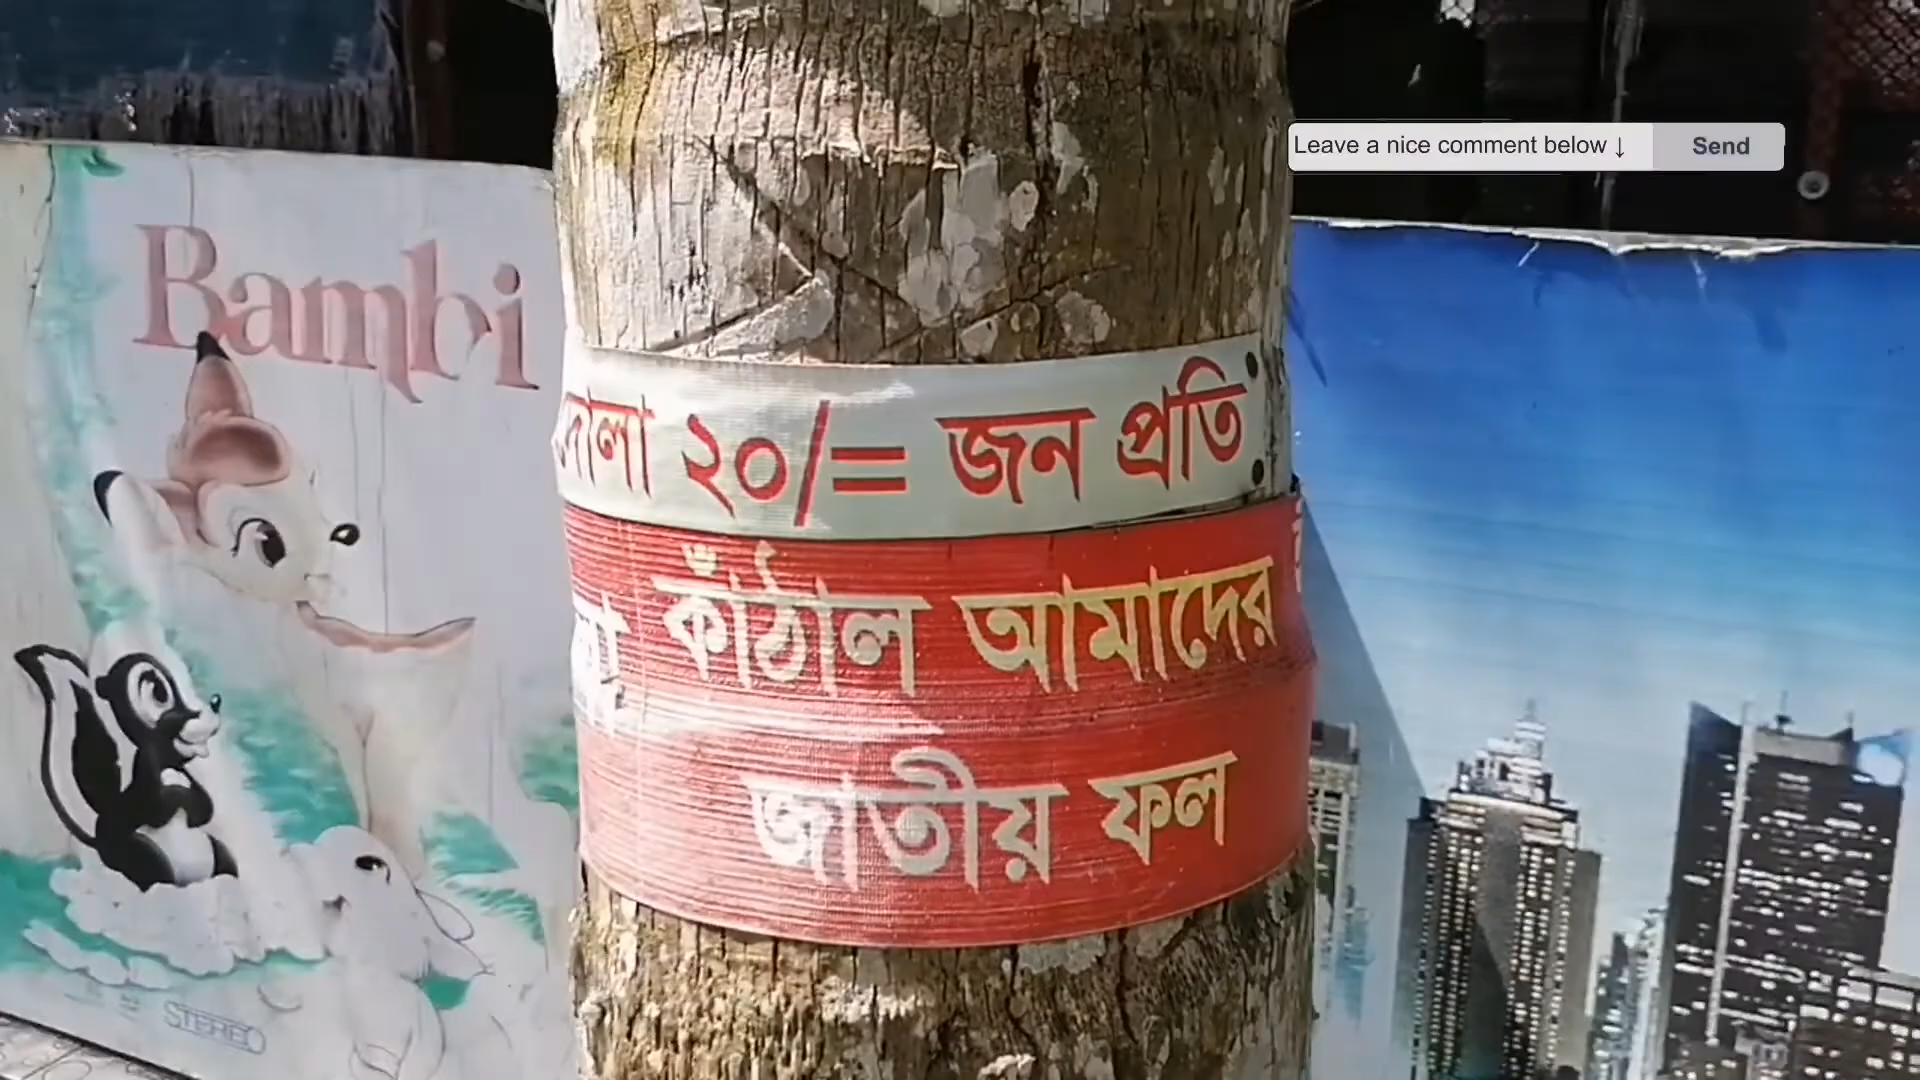 Leave a nice comment below ↓ Send
Bambi
দোলা ২০/= জন প্রতি
কাঁঠাল আমাদের
জাতীয় ফল
STEREO